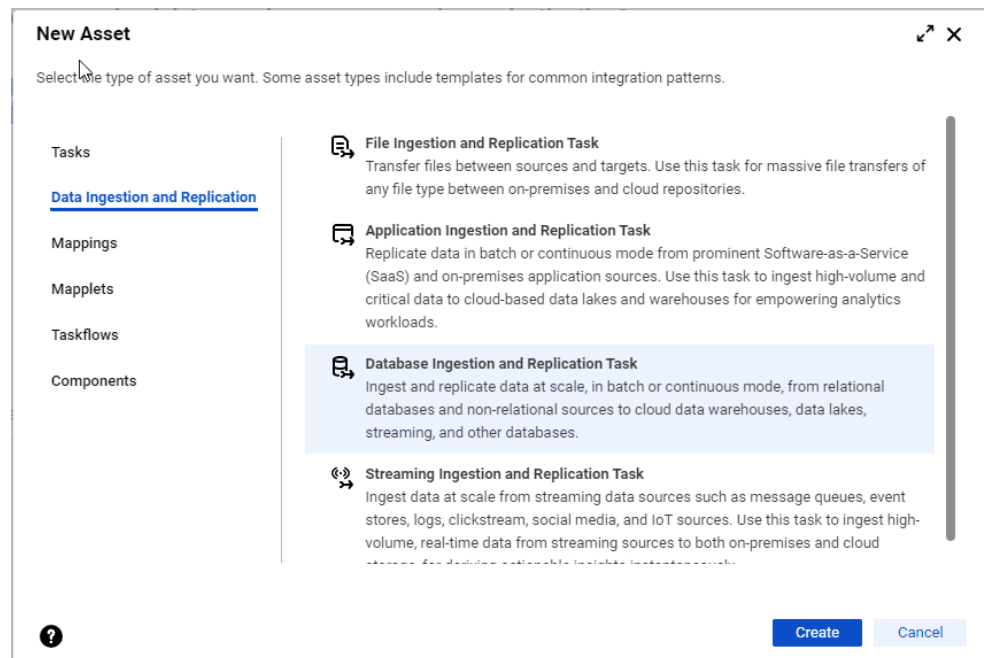 New Asset
Select the type of asset you want. Some asset types include templates for common integration patterns.
Tasks
Data Ingestion and Replication
Mappings
Mapplets
Taskflows
Components
File Ingestion and Replication Task
Transfer files between sources and targets. Use this task for massive file transfers of
any file type between on-premises and cloud repositories.
Application Ingestion and Replication Task
Replicate data in batch or continuous mode from prominent Software-as-a-Service
(SaaS) and on-premises application sources. Use this task to ingest high-volume and
critical data to cloud-based data lakes and warehouses for empowering analytics
workloads.
Database Ingestion and Replication Task
Ingest and replicate data at scale, in batch or continuous mode, from relational
databases and non-relational sources to cloud data warehouses, data lakes,
streaming, and other databases.
Streaming Ingestion and Replication Task
Ingest data at scale from streaming data sources such as message queues, event
stores, logs, clickstream, social media, and IoT sources. Use this task to ingest high-
volume, real-time data from streaming sources to both on-premises and cloud
storage, for deriving actionable insights instantaneously.
Create
Cancel